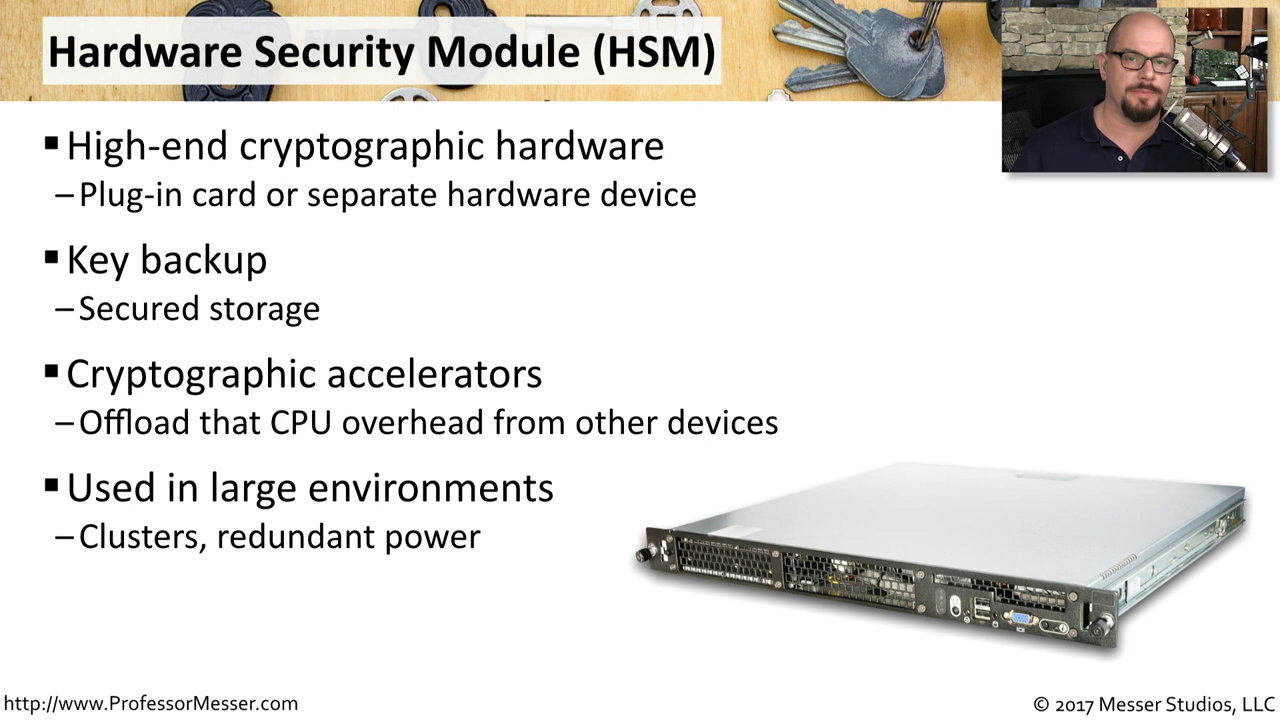 Hardware Security Module (HSM)
▪ High-end cryptographic hardware
– Plug-in card or separate hardware device
▪ Key backup
– Secured storage
▪ Cryptographic accelerators
– Offload that CPU overhead from other devices
▪ Used in large environments
– Clusters, redundant power
http://www.ProfessorMesser.com
© 2017 Messer Studios, LLC